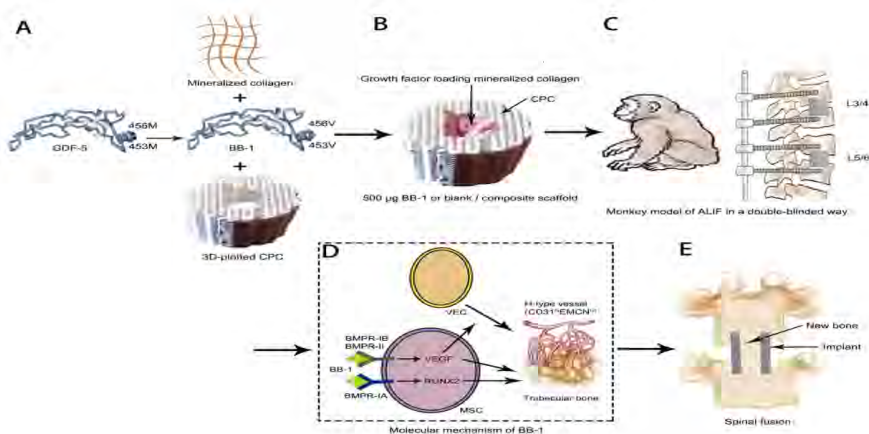 A
Mineralized collagen
+
GDF-5
456M
453M
BB-1
456V
453V
+
3D-plotted CPC
B
Growth factor loading mineralized collagen
CPC
500 µg BB-1 or blank / composite scaffold
C
L3/4
L5/6
Monkey model of ALIF in a double-blinded way
D
VEC
H-type vessel
(CD31hiEMCNhi)
BMPR-IB
BMPR-II
BB-1
VEGF
RUNX2
BMPR-IA
MSC
Trabecular bone
Molecular mechanism of BB-1
E
New bone
Implant
Spinal fusion